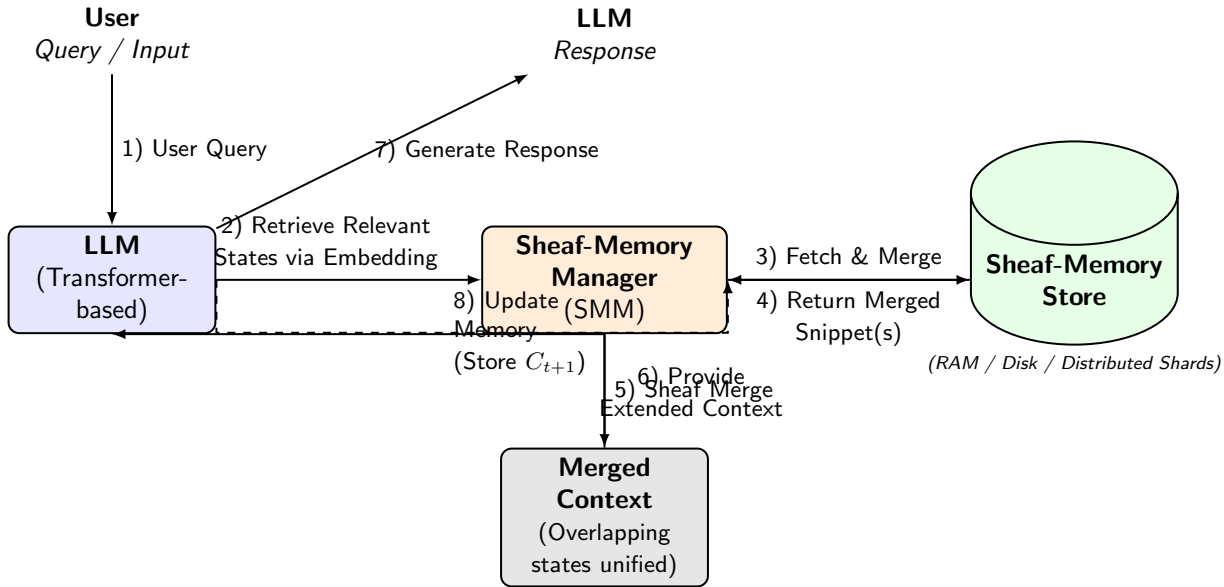 User
Query / Input
LLM
Response
1) User Query
7) Generate Response
LLM
(Transformer-
based)
2) Retrieve Relevant
States via Embedding
Sheaf-Memory
Manager
(SMM)
3) Fetch & Merge
4) Return Merged
Snippet(s)
Sheaf-Memory
Store
(RAM / Disk / Distributed Shards)
8) Update
Memory
(Store C_{t+1})
6) Provide
Extended Context
5) Sheaf Merge
Merged
Context
(Overlapping
states unified)